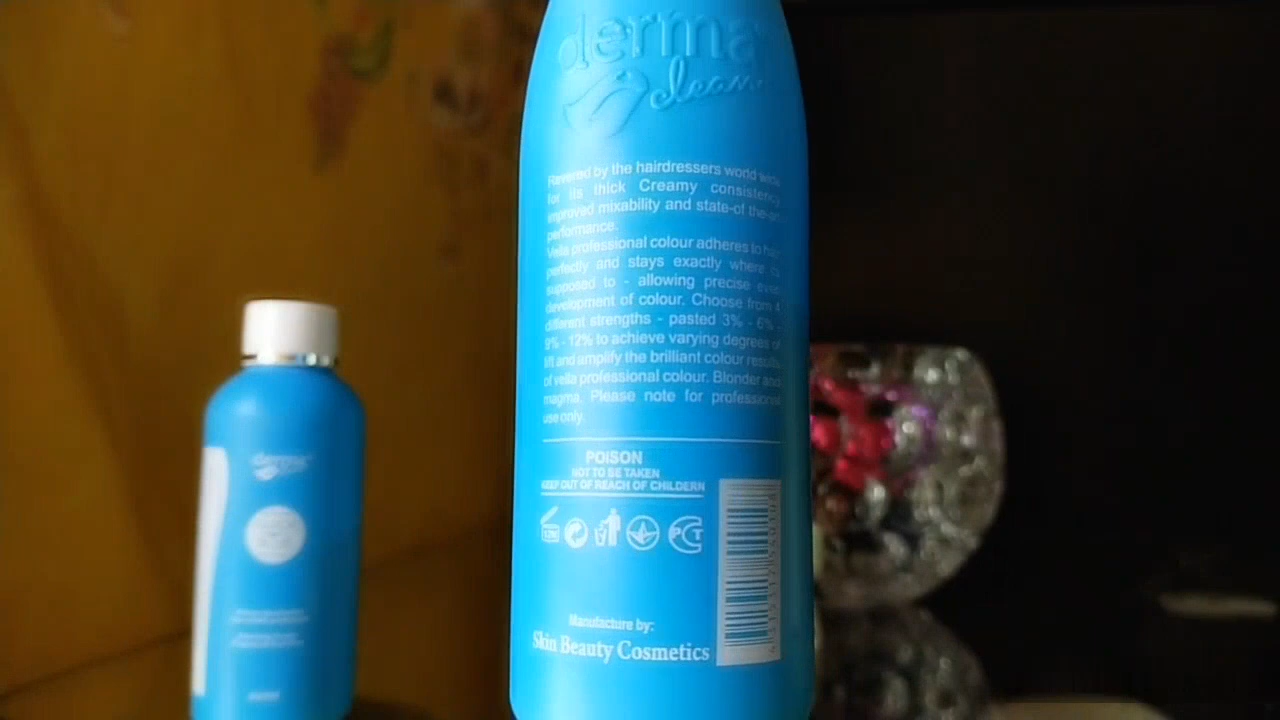 derma
clean
Ravered by the hairdressers world wide
for its thick Creamy consistency
improved mixability and state-of the-art
performance.
Vella professional colour adheres to hair
perfectly and stays exactly where its
supposed to - allowing precise even
development of colour. Choose from 4
different strengths - pasted 3% - 6% -
9% - 12% to achieve varying degrees of
lift and amplify the brilliant colour results
of vella professional colour. Blonder and
magma. Please note for professional
use only.
POISON
NOT TO BE TAKEN
KEEP OUT OF REACH OF CHILDERN
12M
PCT
Manufacture by:
Skin Beauty Cosmetics
derma